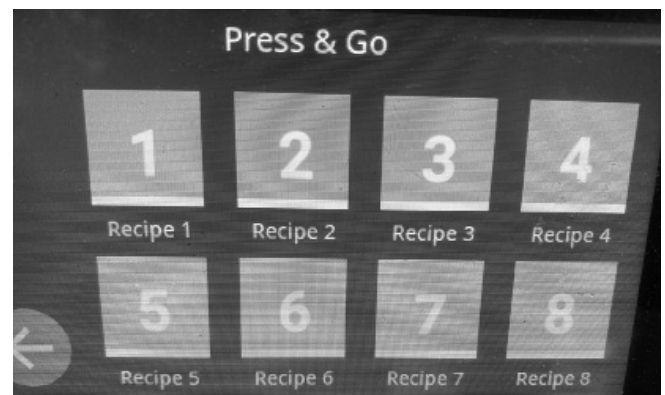 Press & Go
1 2 3 4
Recipe 1 Recipe 2 Recipe 3 Recipe 4
5 6 7 8
Recipe 5 Recipe 6 Recipe 7 Recipe 8